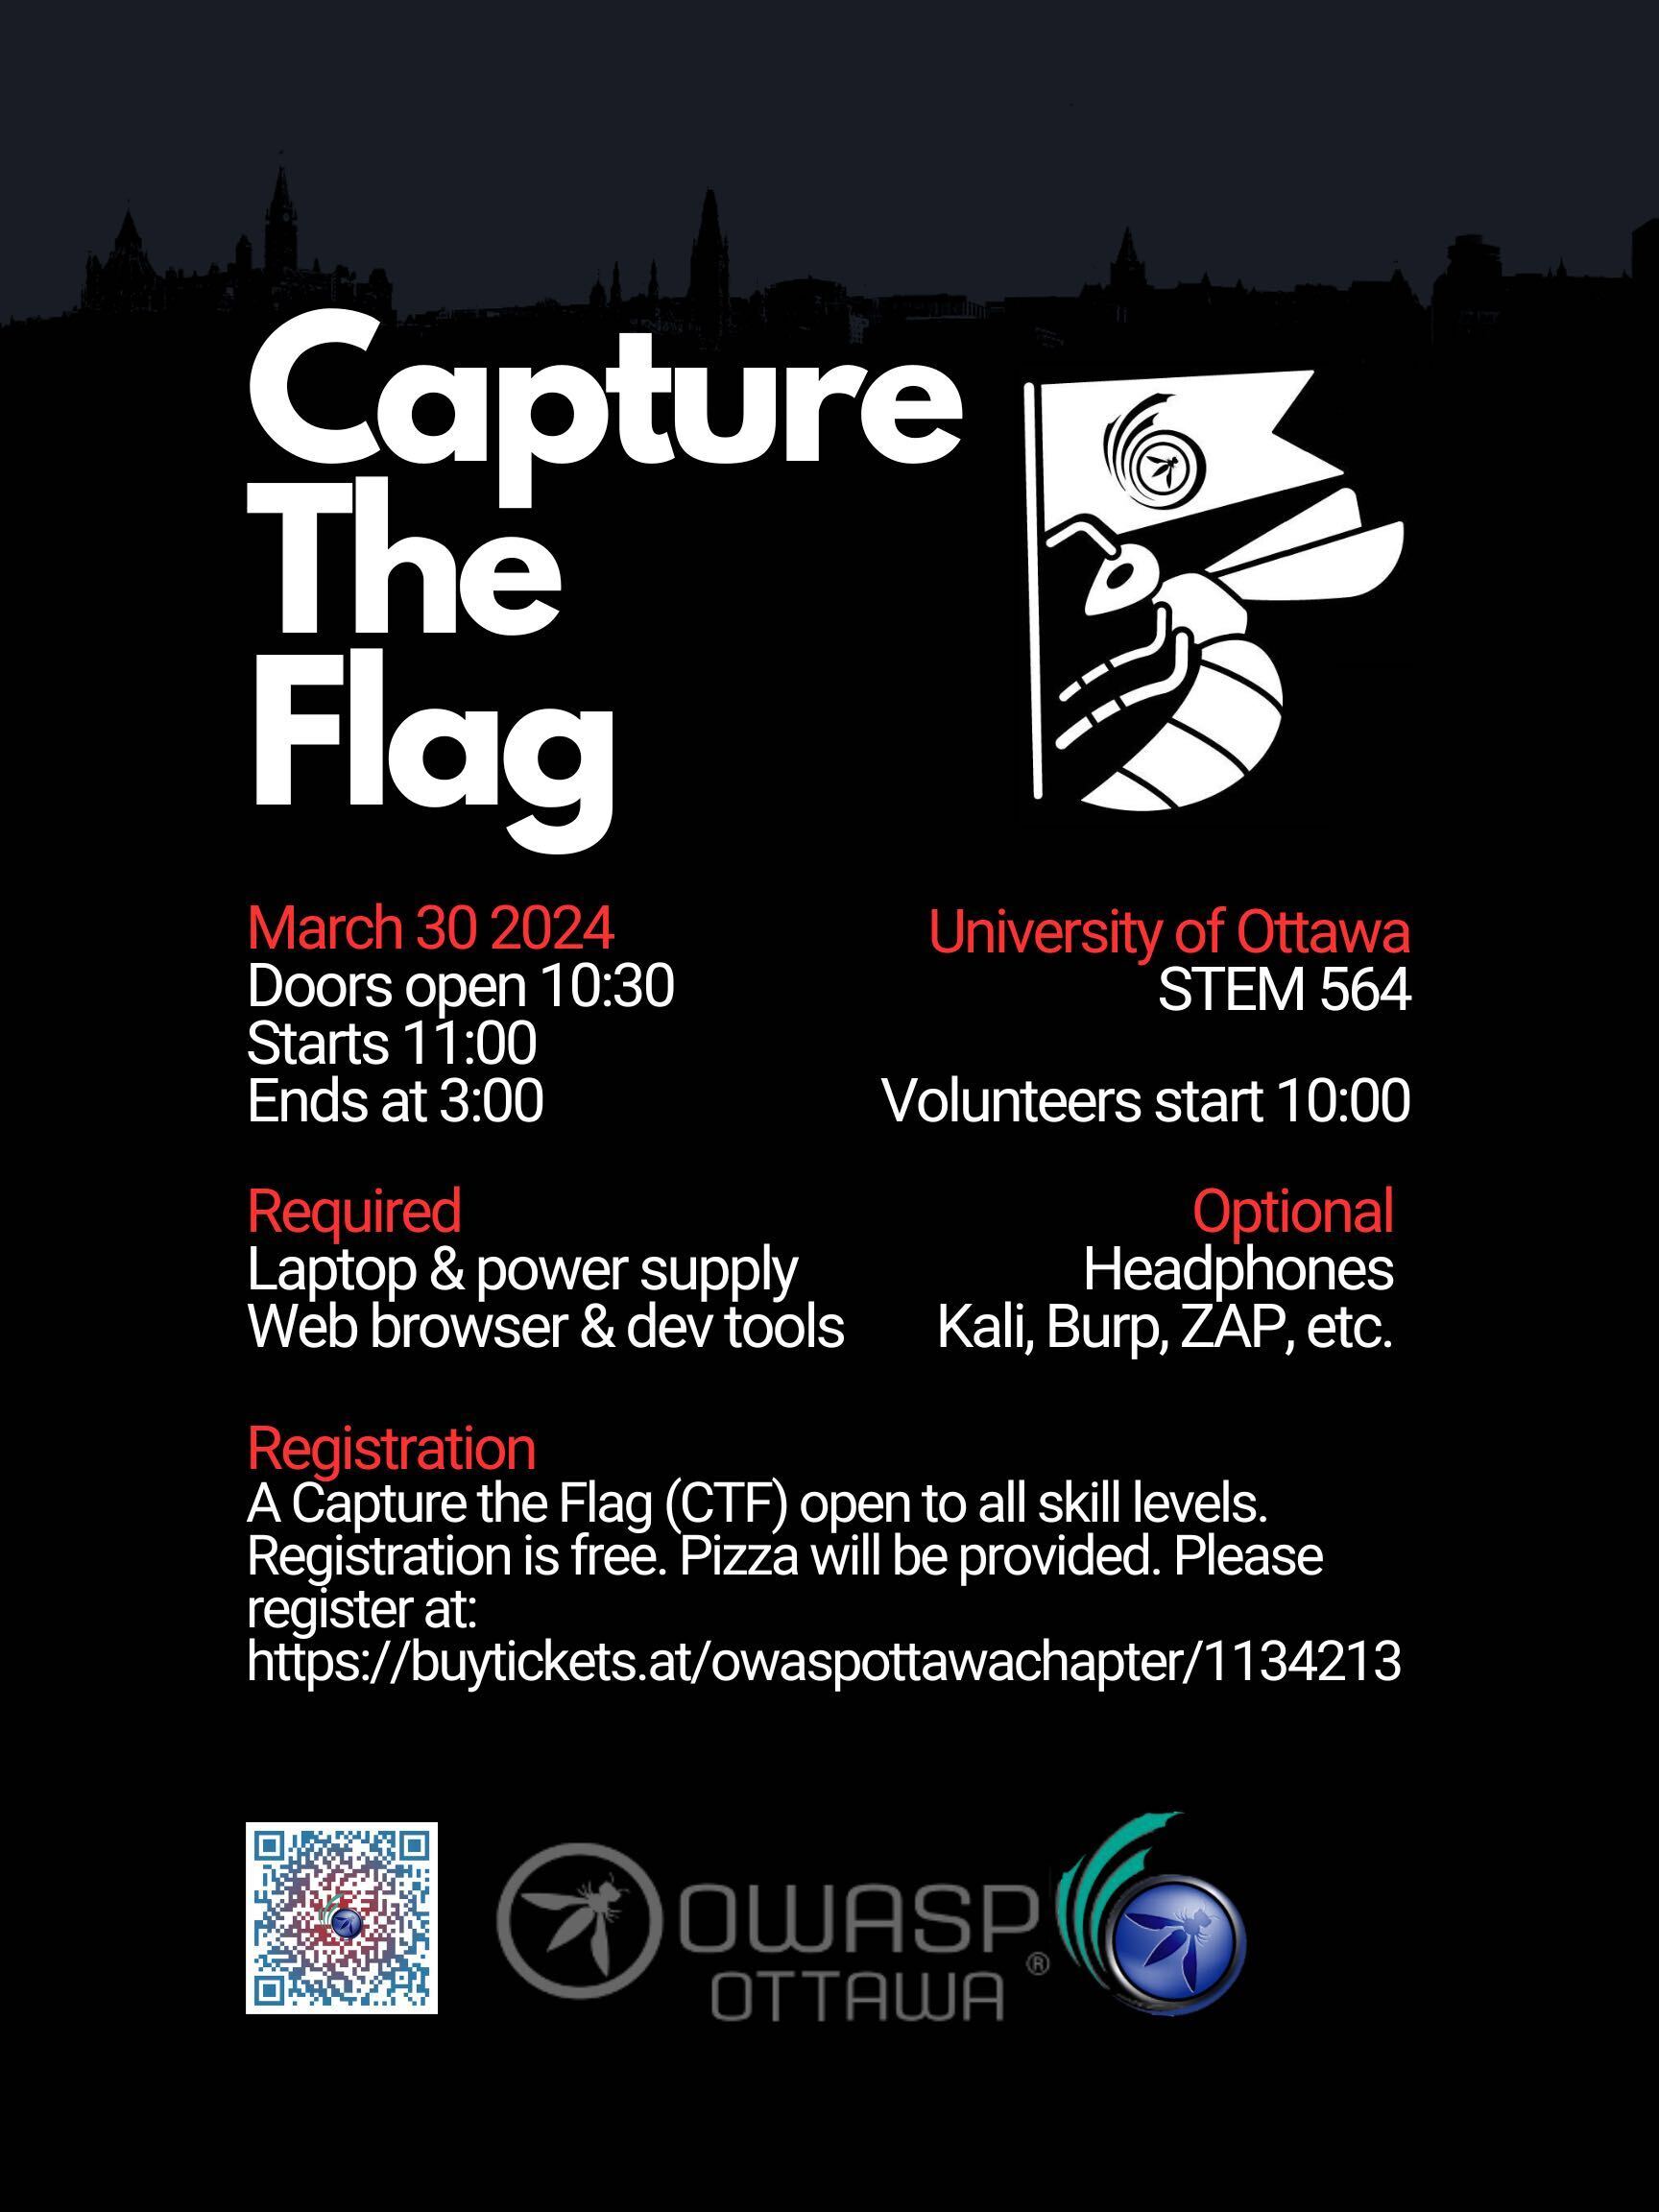 Capture
The
Flag
March 30 2024
Doors open 10:30
Starts 11:00
Ends at 3:00
University of Ottawa
STEM 564
Volunteers start 10:00
Required
Laptop & power supply
Web browser & dev tools
Optional
Headphones
Kali, Burp, ZAP, etc.
Registration
A Capture the Flag (CTF) open to all skill levels.
Registration is free. Pizza will be provided. Please
register at:
https://buytickets.at/owaspottawachapter/1134213
OWASP®
OTTAWA